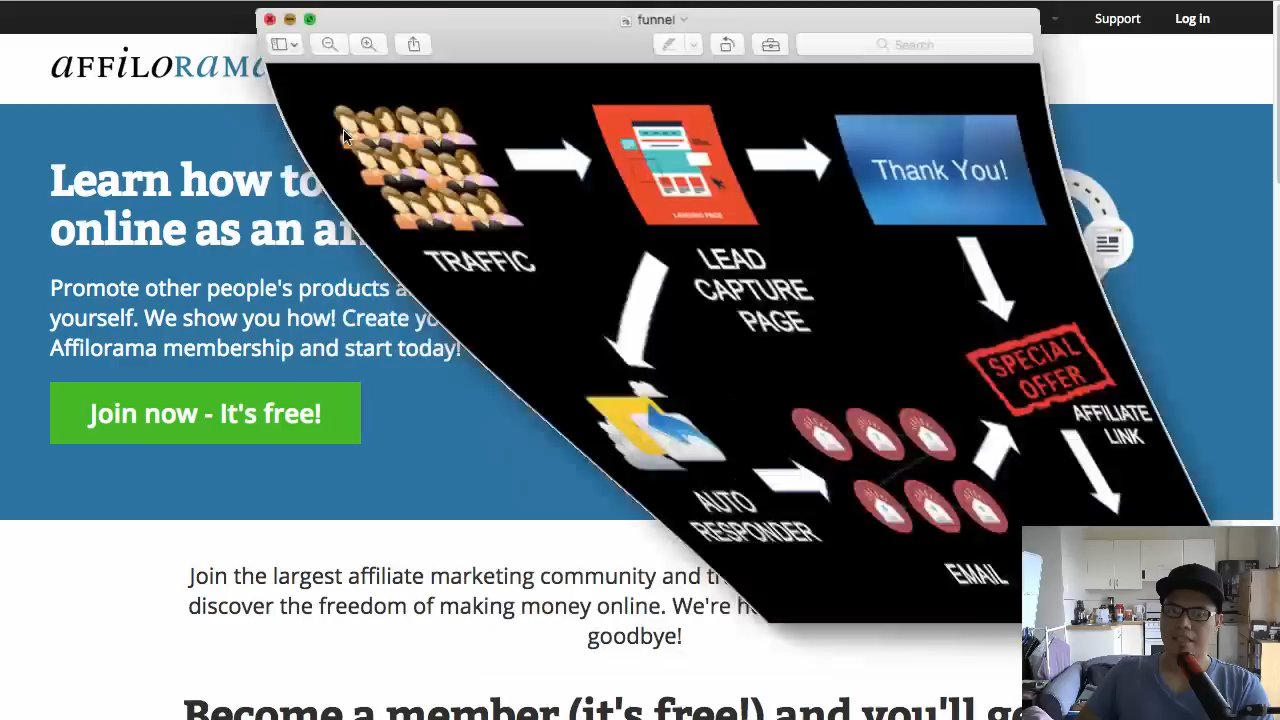 funnel
Support
Log in
Search
AFFILORAMA
Learn how to
online as an
Promote other people's products
yourself. We show you how! Create
Affilorama membership and start today!
Join now - It's free!
TRAFFIC
LANDING PAGE
LEAD
CAPTURE
PAGE
Thank You!
SPECIAL
OFFER
AFFILIATE
LINK
AUTO
RESPONDER
EMAIL
Join the largest affiliate marketing community and
discover the freedom of making money online. We're
goodbye!
Become a member (it's free!) and you'll